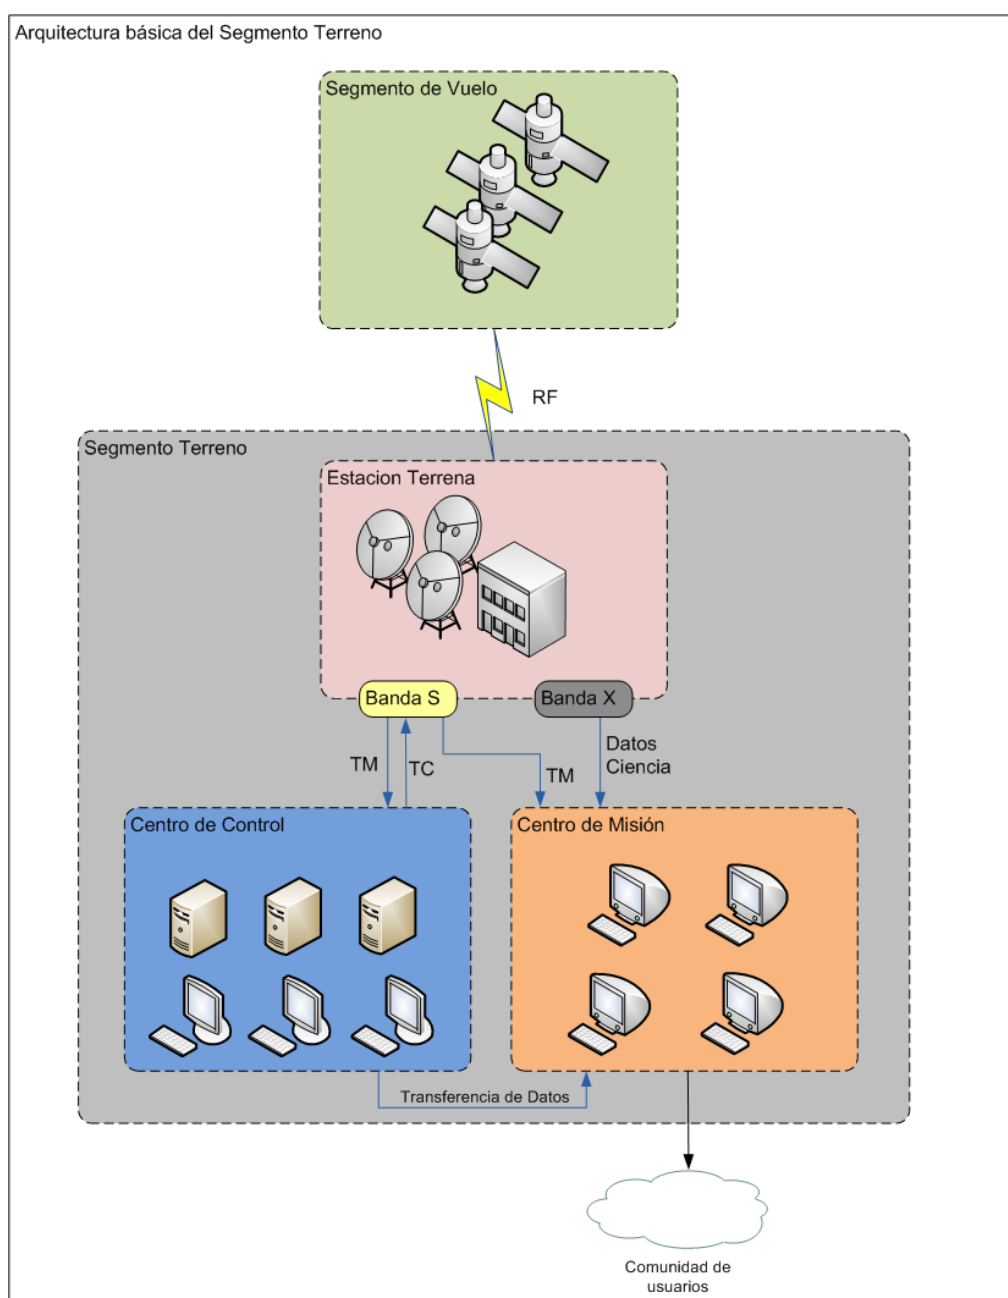 Arquitectura básica del Segmento Terreno
Segmento de Vuelo
RF
Segmento Terreno
Estacion Terrena
Banda S
Banda X
TM
TC
TM
Datos
Ciencia
Centro de Control
Centro de Misión
Transferencia de Datos
Comunidad de
usuarios